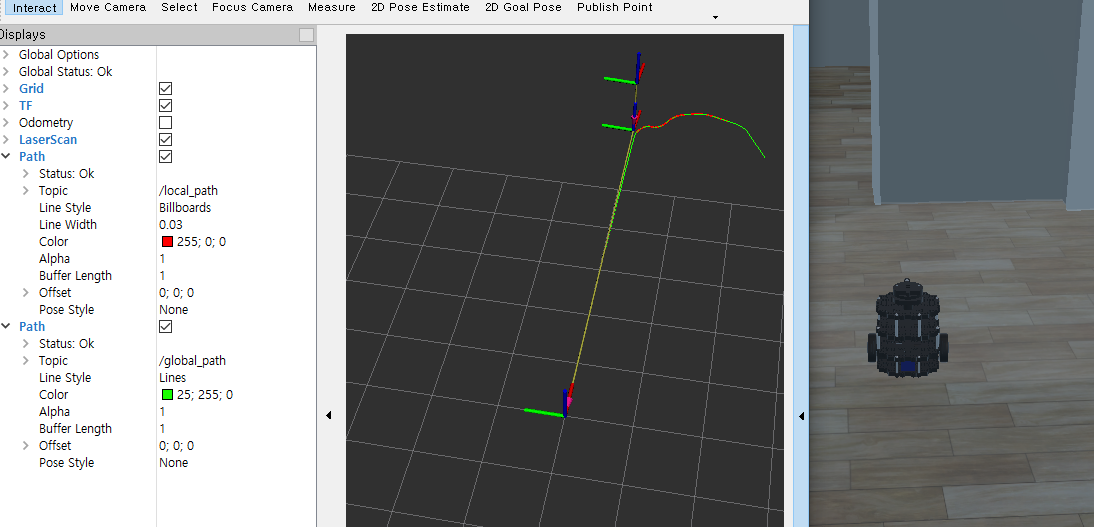 Interact Move Camera Select Focus Camera Measure 2D Pose Estimate 2D Goal Pose Publish Point
Displays
Global Options
Global Status: Ok
Grid
TF
Odometry
LaserScan
Path
Status: Ok
Topic /local_path
Line Style Billboards
Line Width 0.03
Color 255; 0; 0
Alpha 1
Buffer Length 1
Offset 0; 0; 0
Pose Style None
Path
Status: Ok
Topic /global_path
Line Style Lines
Color 25; 255; 0
Alpha 1
Buffer Length 1
Offset 0; 0; 0
Pose Style None